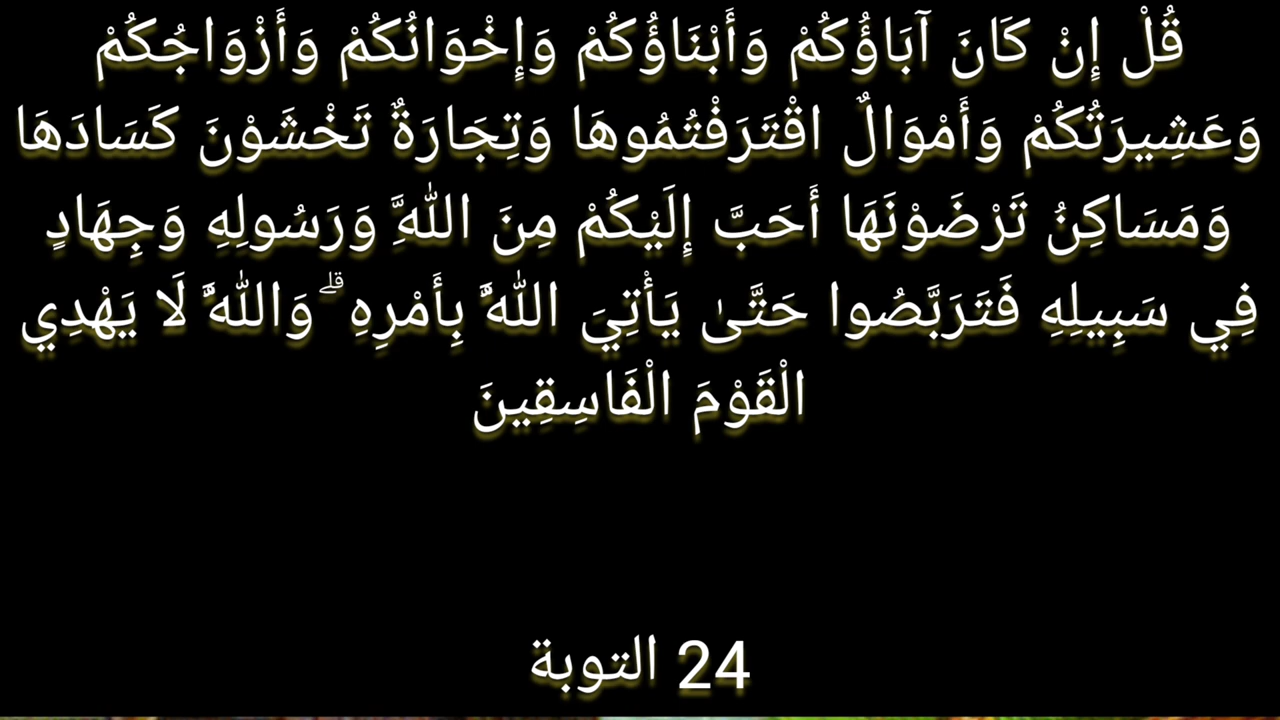 قُلْ إِنْ كَانَ آبَاؤُكُمْ وَأَبْنَاؤُكُمْ وَإِخْوَانُكُمْ وَأَزْوَاجُكُمْ
وَعَشِيرَتُكُمْ وَأَمْوَالٌ اقْتَرَفْتُمُوهَا وَتِجَارَةٌ تَخْشَوْنَ كَسَادَهَا
وَمَسَاكِنُ تَرْضَوْنَهَا أَحَبَّ إِلَيْكُمْ مِنَ اللَّهِ وَرَسُولِهِ وَجِهَادٍ
فِي سَبِيلِهِ فَتَرَبَّصُوا حَتَّىٰ يَأْتِيَ اللَّهُ بِأَمْرِهِ ۗ وَاللَّهُ لَا يَهْدِي
الْقَوْمَ الْفَاسِقِينَ
24 التوبة